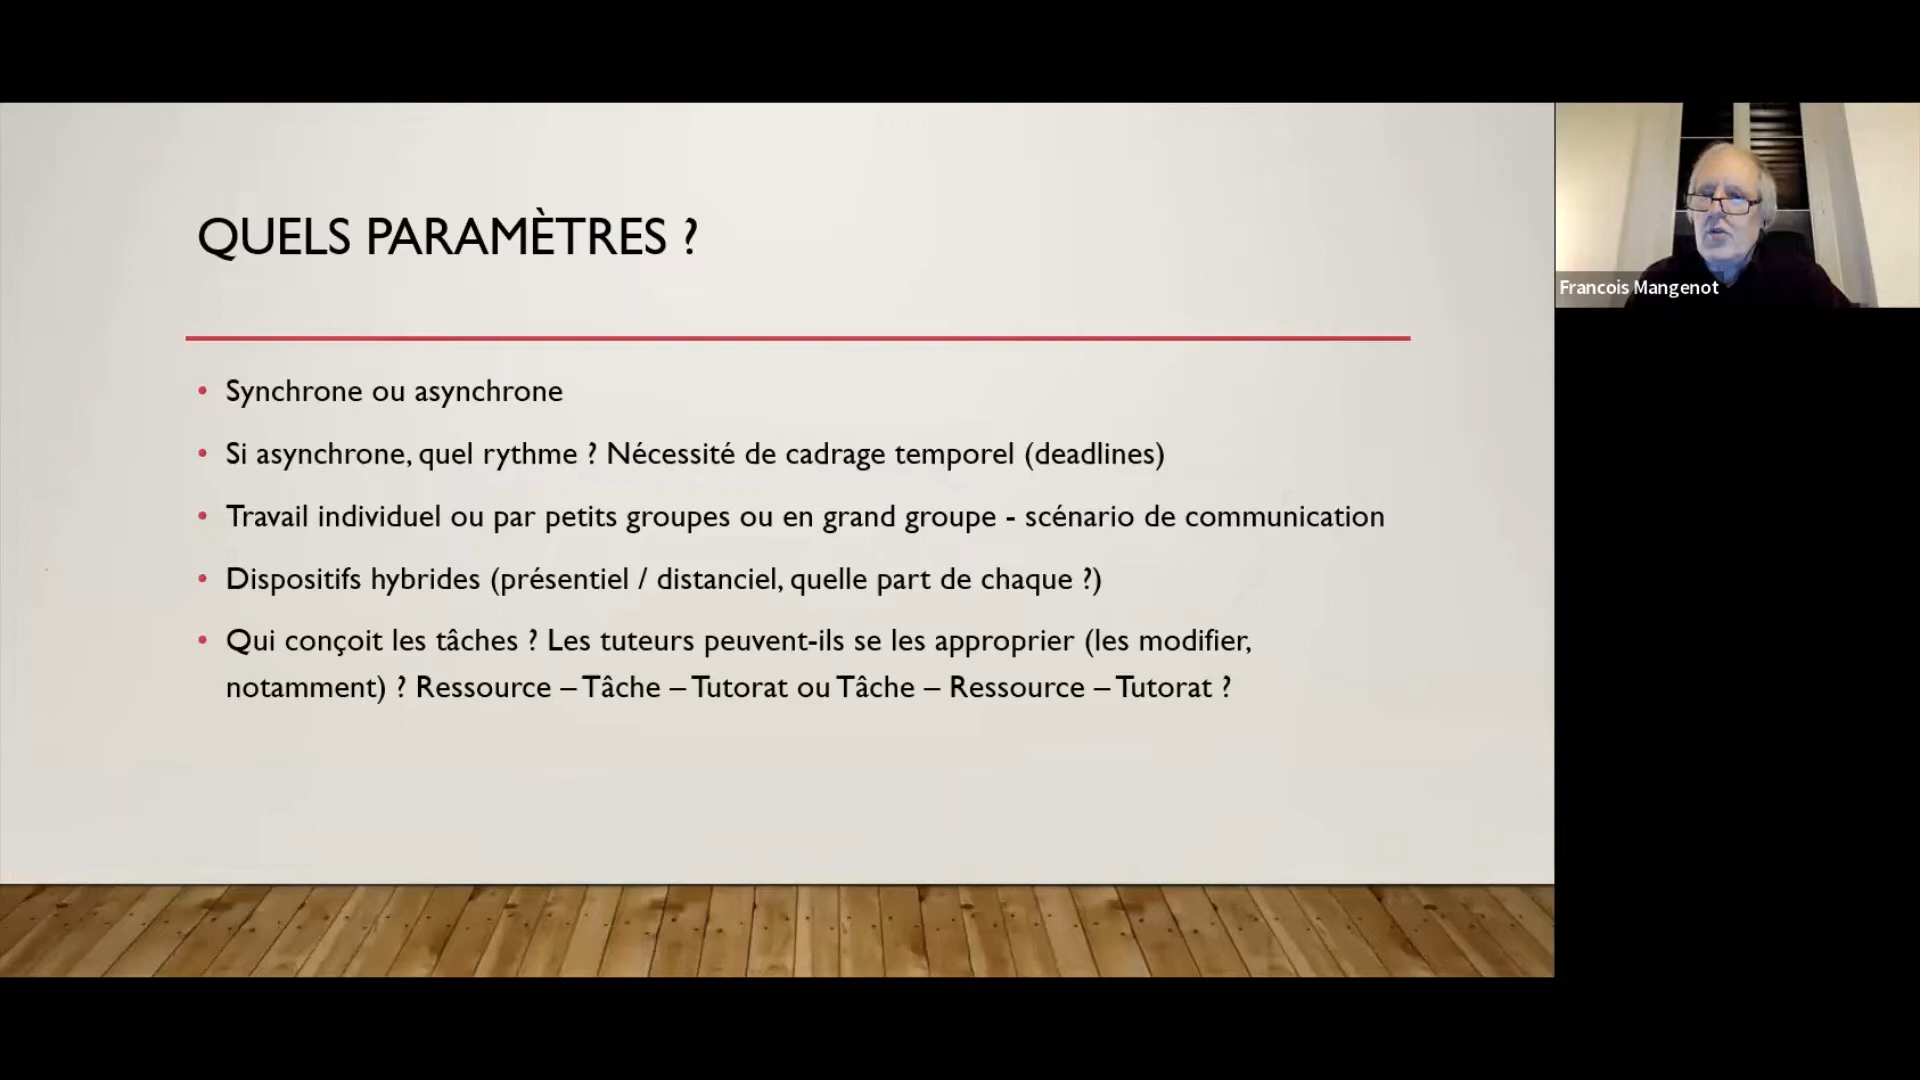 QUELS PARAMÈTRES ?
Francois Mangenot
• Synchrone ou asynchrone
• Si asynchrone, quel rythme ? Nécessité de cadrage temporel (deadlines)
• Travail individuel ou par petits groupes ou en grand groupe - scénario de communication
• Dispositifs hybrides (présentiel / distanciel, quelle part de chaque ?)
• Qui conçoit les tâches ? Les tuteurs peuvent-ils se les approprier (les modifier,
notamment) ? Ressource – Tâche – Tutorat ou Tâche – Ressource – Tutorat ?